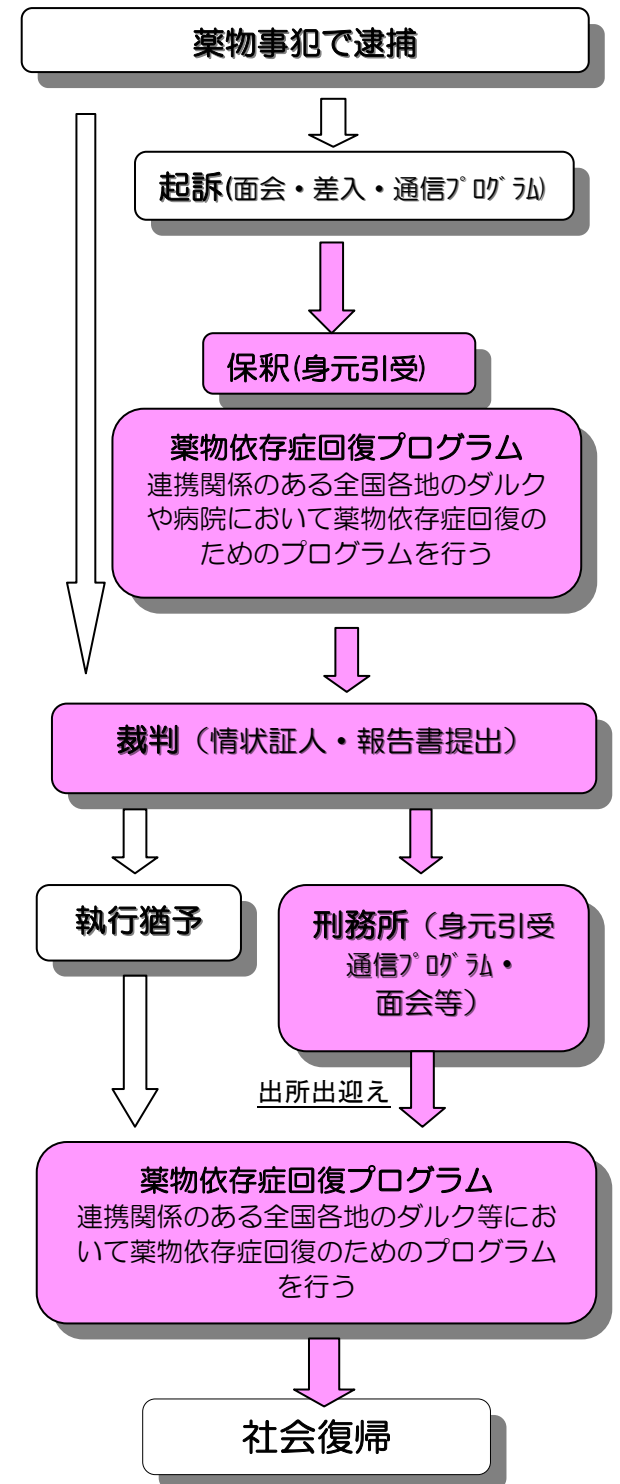 薬物事犯で逮捕
起訴(面会・差入・通信ﾌﾟﾛｸﾞﾗﾑ)
保釈(身元引受)
薬物依存症回復プログラム
連携関係のある全国各地のダルク
や病院において薬物依存症回復の
ためのプログラムを行う
裁判（情状証人・報告書提出）
執行猶予
刑務所（身元引受
通信ﾌﾟﾛｸﾞﾗﾑ・
面会等）
出所出迎え
薬物依存症回復プログラム
連携関係のある全国各地のダルク等にお
いて薬物依存症回復のためのプログラム
を行う
社会復帰